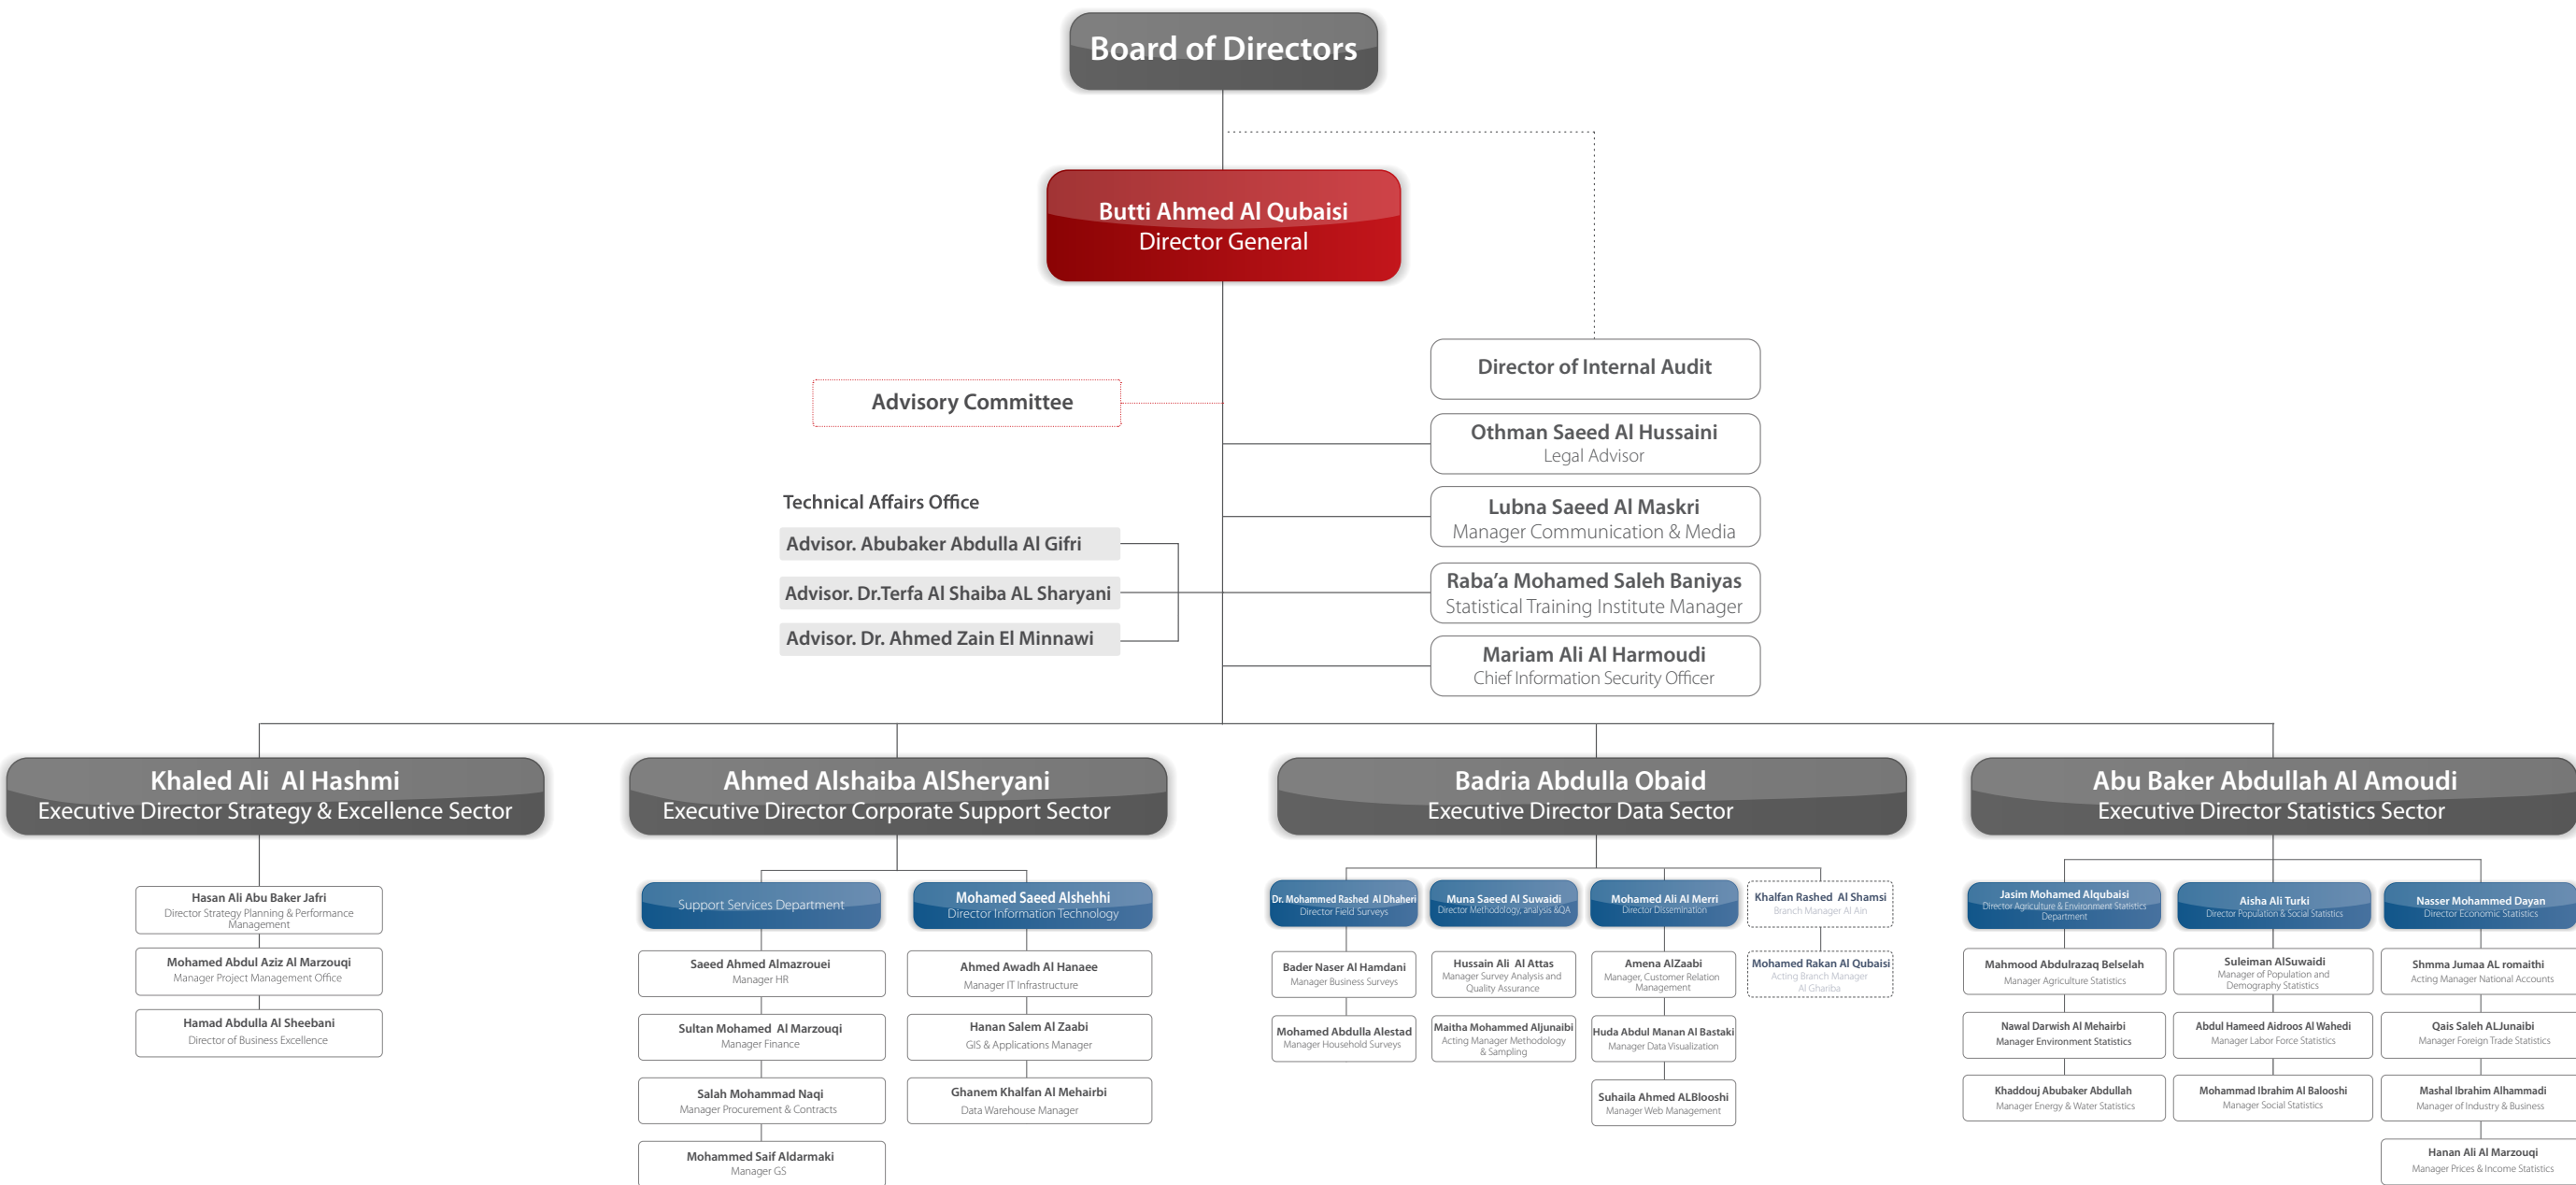 Board of Directors
Butti Ahmed Al Qubaisi
Director General
Director of Internal Audit
Advisory Committee
Othman Saeed Al Hussaini
Legal Advisor
Lubna Saeed Al Maskri
Manager Communication & Media
Technical Affairs Office
Advisor. Abubaker Abdulla Al Gifri
Advisor. Dr.Terfa Al Shaiba AL Sharyani
Advisor. Dr. Ahmed Zain El Minnawi
Raba'a Mohamed Saleh Baniyas
Statistical Training Institute Manager
Mariam Ali Al Harmoudi
Chief Information Security Officer
Khaled Ali Al Hashmi
Executive Director Strategy & Excellence Sector
Hasan Ali Abu Baker Jafri
Director Strategy Planning & Performance
Management
Mohamed Abdul Aziz Al Marzouqi
Manager Project Management Office
Hamad Abdulla Al Sheebani
Director of Business Excellence
Ahmed Alshaiba AlSheryani
Executive Director Corporate Support Sector
Support Services Department
Saeed Ahmed Almazrouei
Manager HR
Sultan Mohamed Al Marzouqi
Manager Finance
Salah Mohammad Naqi
Manager Procurement & Contracts
Mohammed Saif Aldarmaki
Manager GS
Mohamed Saeed Alshehhi
Director Information Technology
Ahmed Awadh Al Hanaee
Manager IT Infrastructure
Hanan Salem Al Zaabi
GIS & Applications Manager
Ghanem Khalfan Al Mehairbi
Data Warehouse Manager
Badria Abdulla Obaid
Executive Director Data Sector
Dr. Mohammed Rashed Al Dhaheri
Director Field Surveys
Bader Naser Al Hamdani
Manager Business Surveys
Mohamed Abdulla Alestad
Manager Household Surveys
Muna Saeed Al Suwaidi
Director Methodology, analysis &QA
Hussain Ali Al Attas
Manager Survey Analysis and
Quality Assurance
Maitha Mohammed Aljunaibi
Acting Manager Methodology
& Sampling
Mohamed Ali Al Merri
Director Dissemination
Amena AlZaabi
Manager, Customer Relation
Management
Huda Abdul Manan Al Bastaki
Manager Data Visualization
Suhaila Ahmed ALBlooshi
Manager Web Management
Khalfan Rashed Al Shamsi
Branch Manager Al Ain
Mohamed Rakan Al Qubaisi
Acting Branch Manager
Al Ghariba
Abu Baker Abdullah Al Amoudi
Executive Director Statistics Sector
Jasim Mohamed Alqubaisi
Director Agriculture & Environment Statistics
Department
Mahmood Abdulrazaq Belselah
Manager Agriculture Statistics
Nawal Darwish Al Mehairbi
Manager Environment Statistics
Khaddouj Abubaker Abdullah
Manager Energy & Water Statistics
Aisha Ali Turki
Director Population & Social Statistics
Suleiman AlSuwaidi
Manager of Population and
Demography Statistics
Abdul Hameed Aidroos Al Wahedi
Manager Labor Force Statistics
Mohammad Ibrahim Al Balooshi
Manager Social Statistics
Nasser Mohammed Dayan
Director Economic Statistics
Shmma Jumaa AL romaithi
Acting Manager National Accounts
Qais Saleh ALJunaibi
Manager Foreign Trade Statistics
Mashal Ibrahim Alhammadi
Manager of Industry & Business
Hanan Ali Al Marzouqi
Manager Prices & Income Statistics